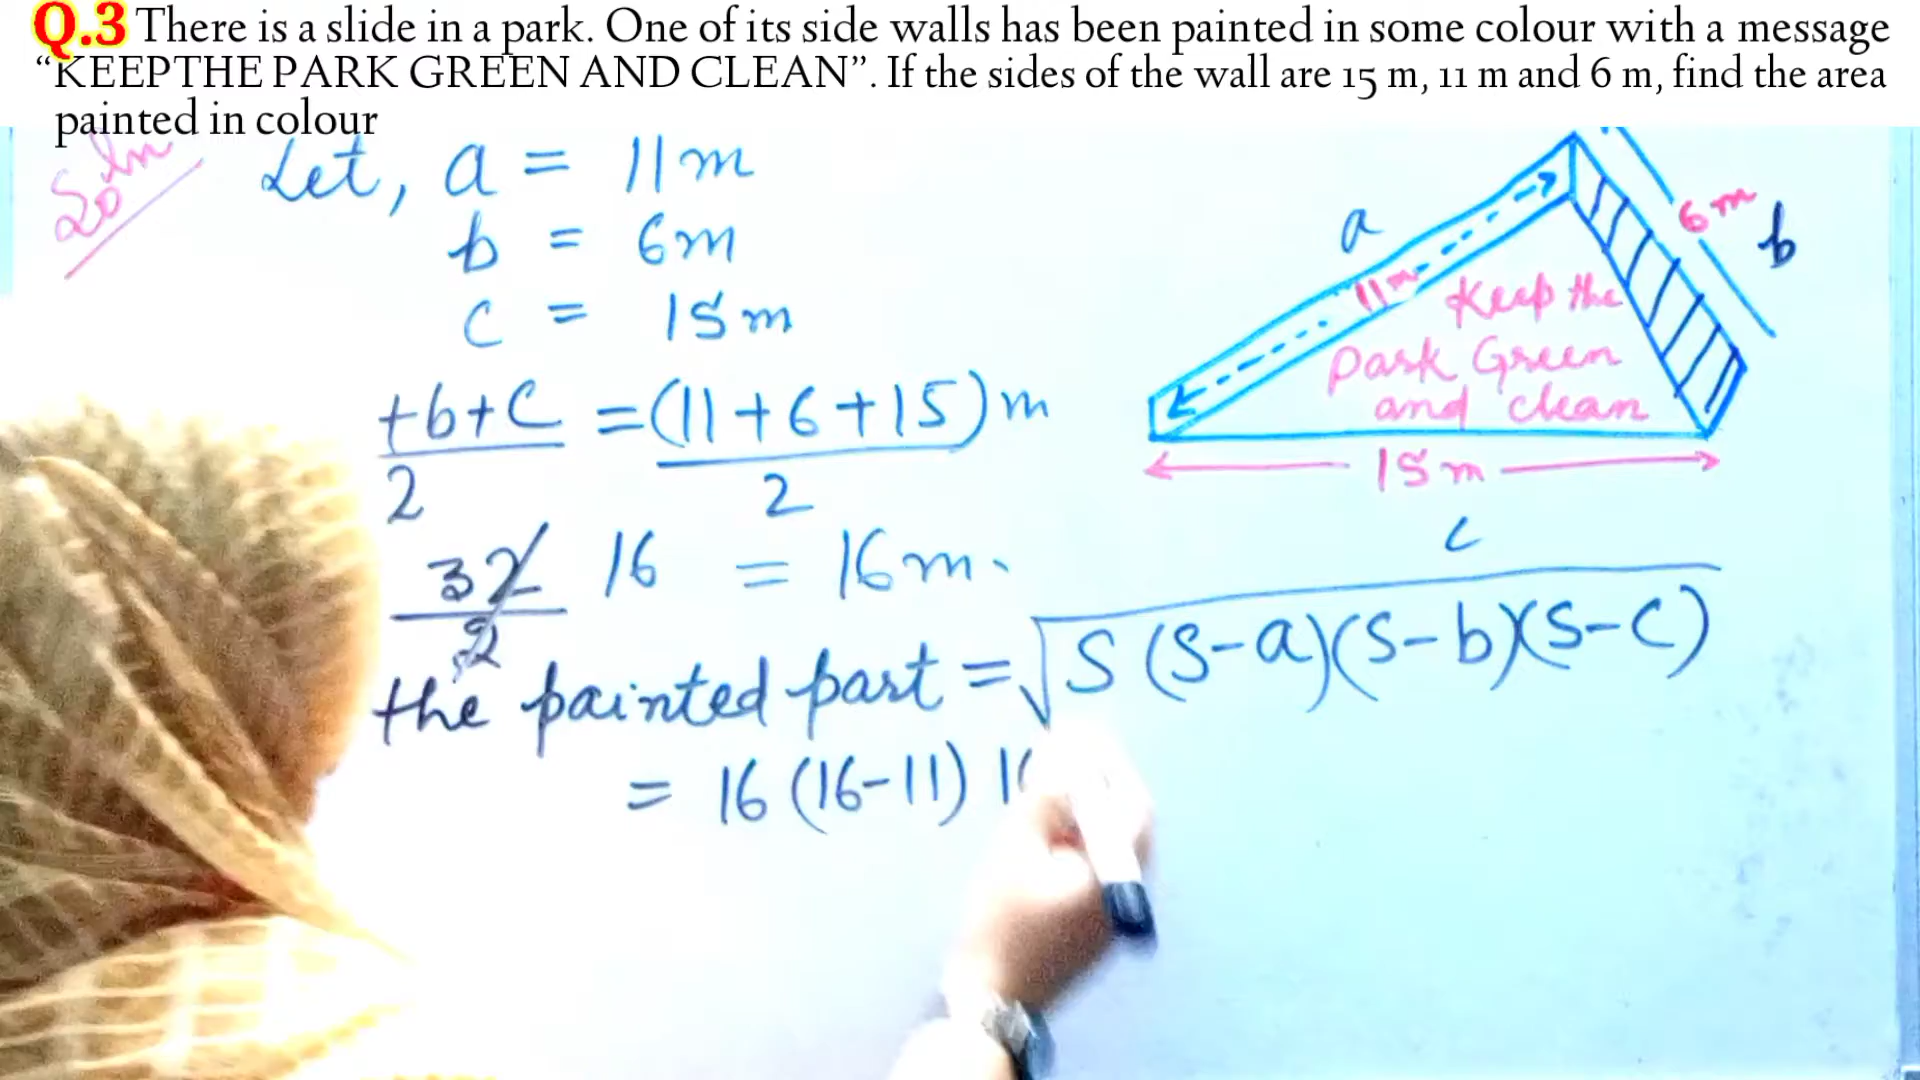 Q.3 There is a slide in a park. One of its side walls has been painted in some colour with a message
“KEEPTHE PARK GREEN AND CLEAN”. If the sides of the wall are 15 m, 11 m and 6 m, find the area
painted in colour
Soln
Let, a = 11m
b = 6m
c = 15m
+b+c/2 = (11+6+15)m/2
32/2 16 = 16m.
the painted part = √S(S-a)(S-b)(S-c)
= 16(16-11) 1
a
11m
6m
b
Keep the
Park Green
and clean
15m
c